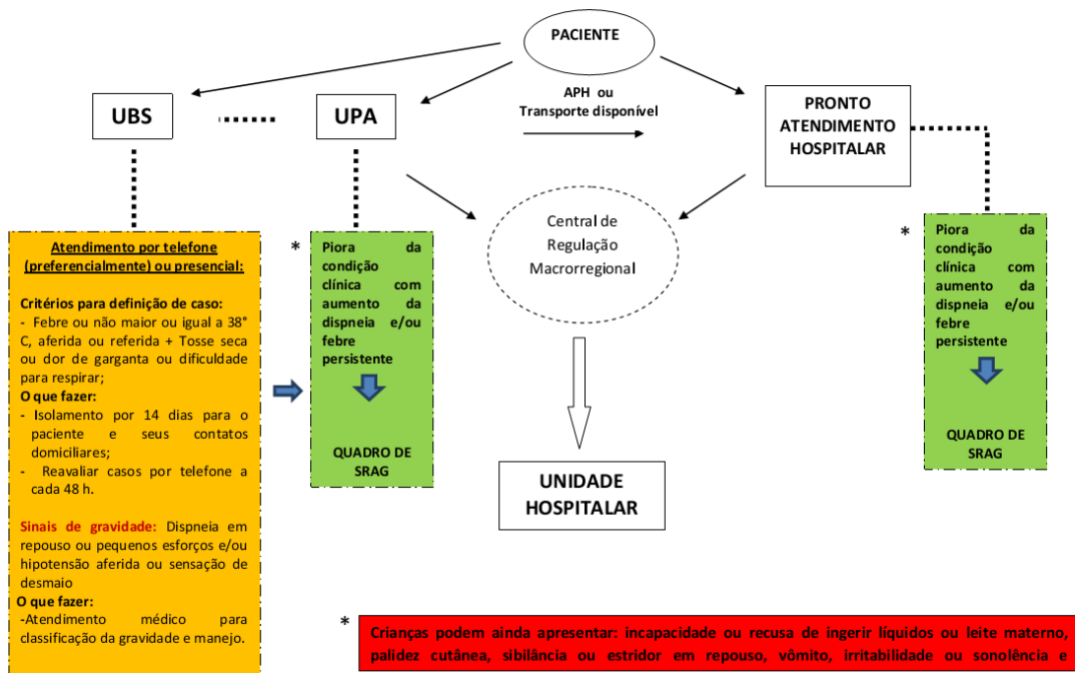 PACIENTE
APH ou
Transporte disponível
UBS
UPA
PRONTO
ATENDIMENTO
HOSPITALAR
Central de
Regulação
Macrorregional
Atendimento por telefone
(preferencialmente) ou presencial:
Critérios para definição de caso:
- Febre ou não maior ou igual a 38°
C, aferida ou referida + Tosse seca
ou dor de garganta ou dificuldade
para respirar;
O que fazer:
- Isolamento por 14 dias para o
paciente e seus contatos
domiciliares;
- Reavaliar casos por telefone a
cada 48 h.
Sinais de gravidade: Dispneia em
repouso ou pequenos esforços e/ou
hipotensão aferida ou sensação de
desmaio
O que fazer:
-Atendimento médico para
classificação da gravidade e manejo.
*
Piora da
condição
clínica com
aumento da
dispneia e/ou
febre
persistente
QUADRO DE
SRAG
UNIDADE
HOSPITALAR
*
Piora da
condição
clínica com
aumento da
dispneia e/ou
febre
persistente
QUADRO DE
SRAG
*
Crianças podem ainda apresentar: incapacidade ou recusa de ingerir líquidos ou leite materno,
palidez cutânea, sibilância ou estridor em repouso, vômito, irritabilidade ou sonolência e